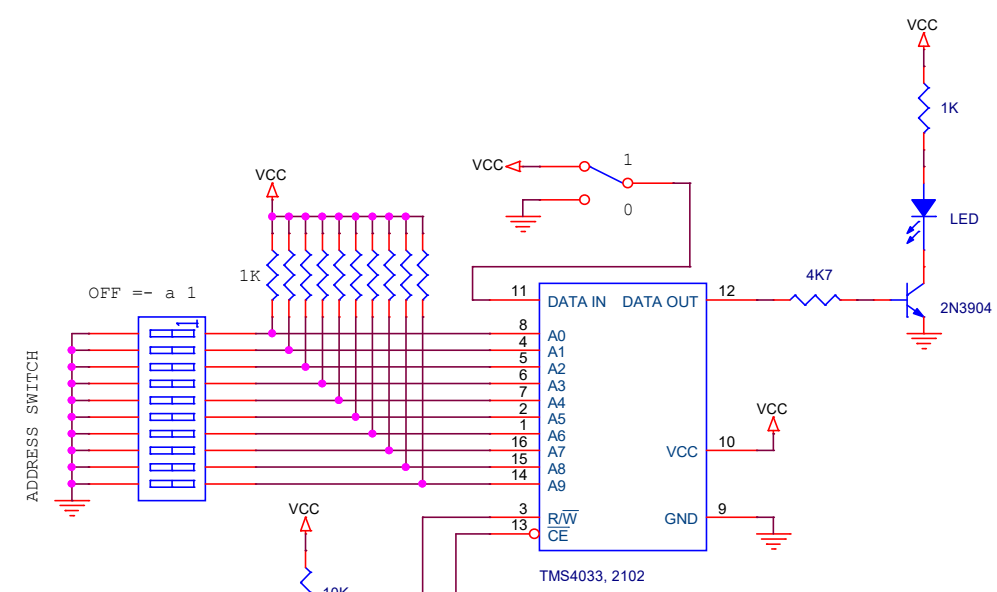 VCC
1K
LED
VCC
1
0
VCC
1K
OFF =- a 1
1
ADDRESS SWITCH
11
DATA IN
DATA OUT
12
4K7
2N3904
8
A0
4
A1
5
A2
6
A3
7
A4
2
A5
1
A6
16
A7
15
A8
14
A9
3
R/W
13
CE
VCC
10
VCC
GND
9
TMS4033, 2102
VCC
10K